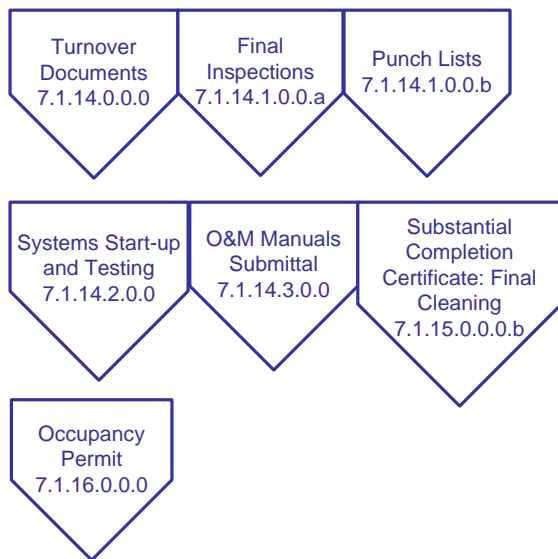 Turnover
Documents
7.1.14.0.0.0
Final
Inspections
7.1.14.1.0.0.a
Punch Lists
7.1.14.1.0.0.b
Systems Start-up
and Testing
7.1.14.2.0.0
O&M Manuals
Submittal
7.1.14.3.0.0
Substantial
Completion
Certificate: Final
Cleaning
7.1.15.0.0.0.b
Occupancy
Permit
7.1.16.0.0.0